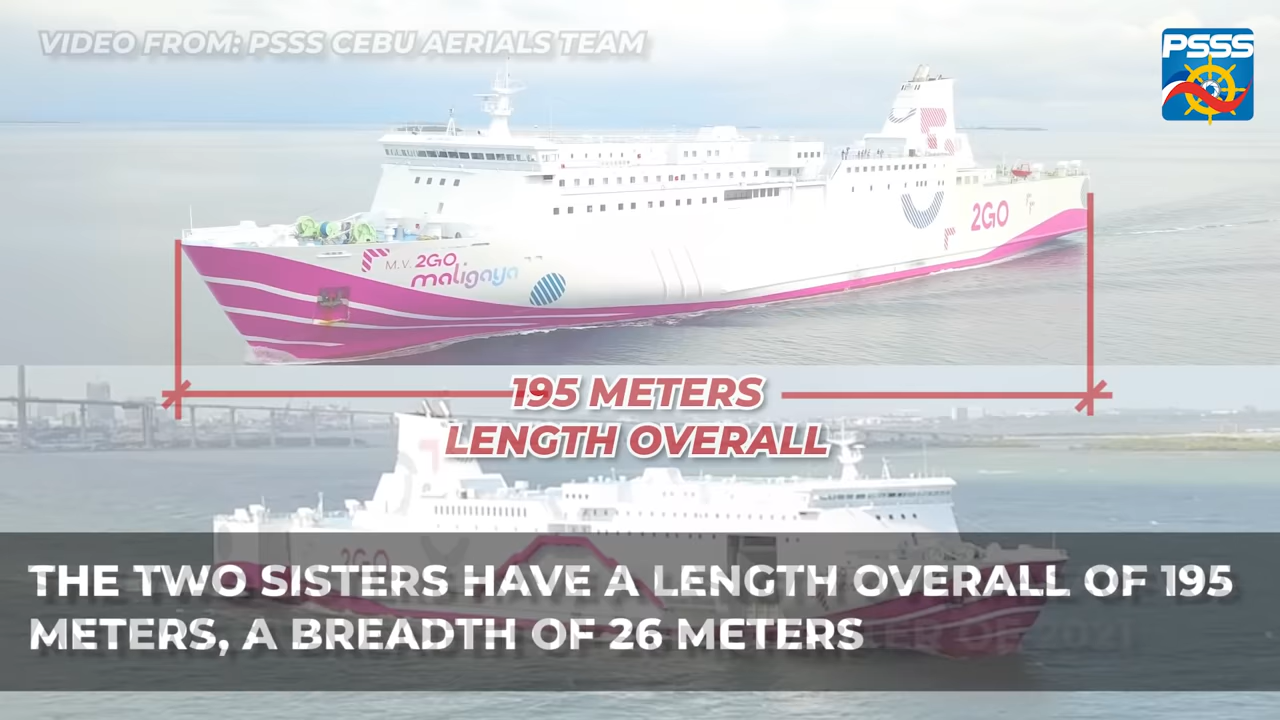 VIDEO FROM: PSSS CEBU AERIALS TEAM
PSSS
M.V. 2GO
maligaya
2GO
195 METERS
LENGTH OVERALL
2GO
THE TWO SISTERS HAVE A LENGTH OVERALL OF 195
METERS, A BREADTH OF 26 METERS